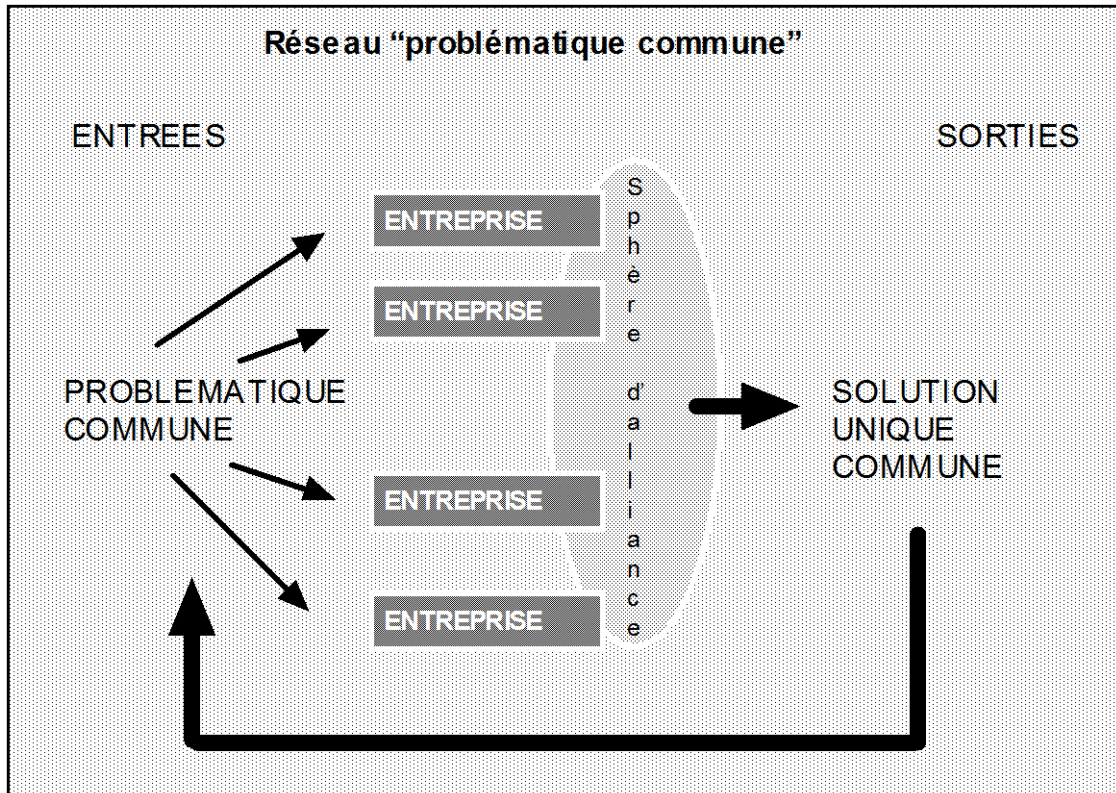 Réseau “problématique commune”
ENTREES
SORTIES
ENTREPRISE
ENTREPRISE
PROBLEMATIQUE
COMMUNE
Sphère d’alliance
SOLUTION
UNIQUE
COMMUNE
ENTREPRISE
ENTREPRISE